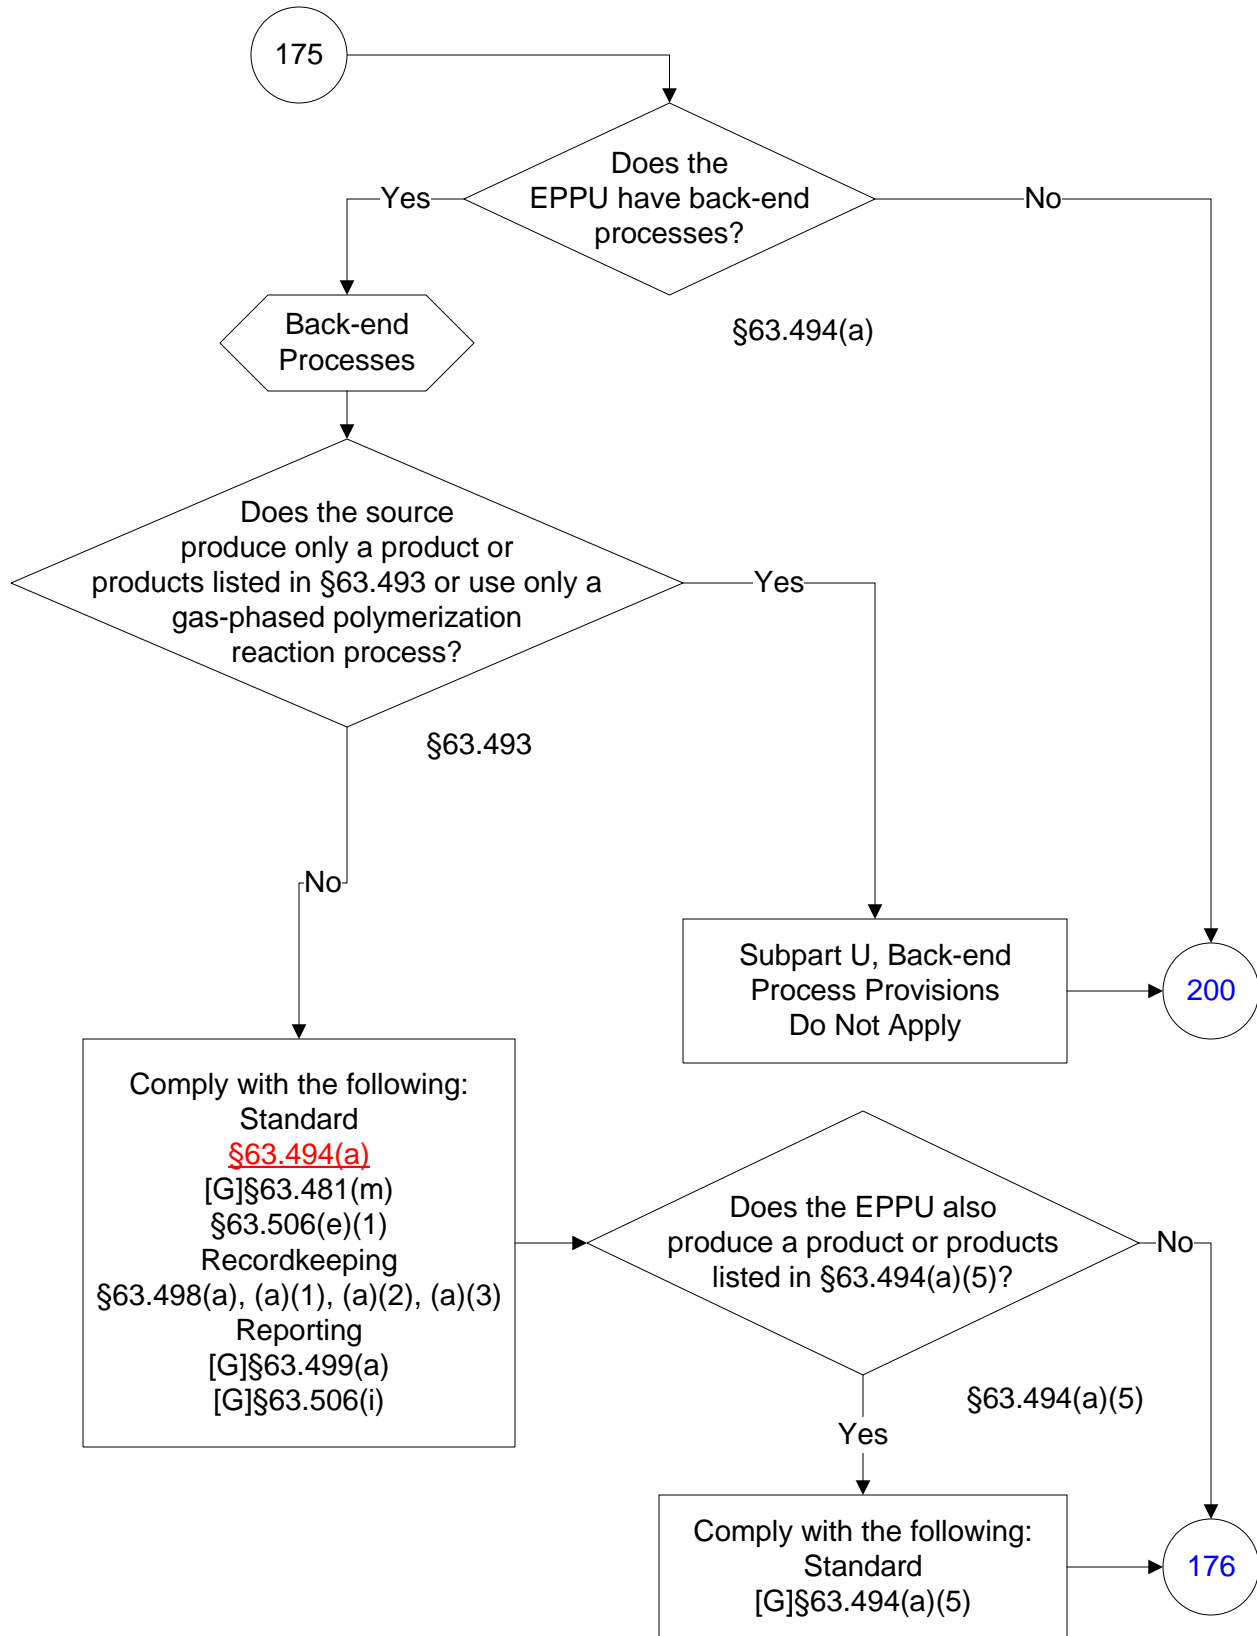 175
Does the
EPPU have back-end
processes?
Yes
No
§63.494(a)
Back-end
Processes
Does the source
produce only a product or
products listed in §63.493 or use only a
gas-phased polymerization
reaction process?
Yes
§63.493
No
Subpart U, Back-end
Process Provisions
Do Not Apply
200
Comply with the following:
Standard
§63.494(a)
[G]§63.481(m)
§63.506(e)(1)
Recordkeeping
§63.498(a), (a)(1), (a)(2), (a)(3)
Reporting
[G]§63.499(a)
[G]§63.506(i)
Does the EPPU also
produce a product or products
listed in §63.494(a)(5)?
No
§63.494(a)(5)
Yes
Comply with the following:
Standard
[G]§63.494(a)(5)
176